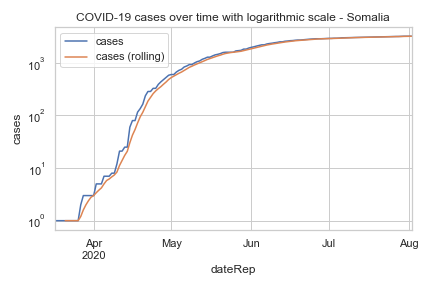 COVID-19 cases over time with logarithmic scale - Somalia
cases
cases (rolling)
10³
10²
10¹
10⁰
cases
Apr
2020
May
Jun
Jul
Aug
dateRep